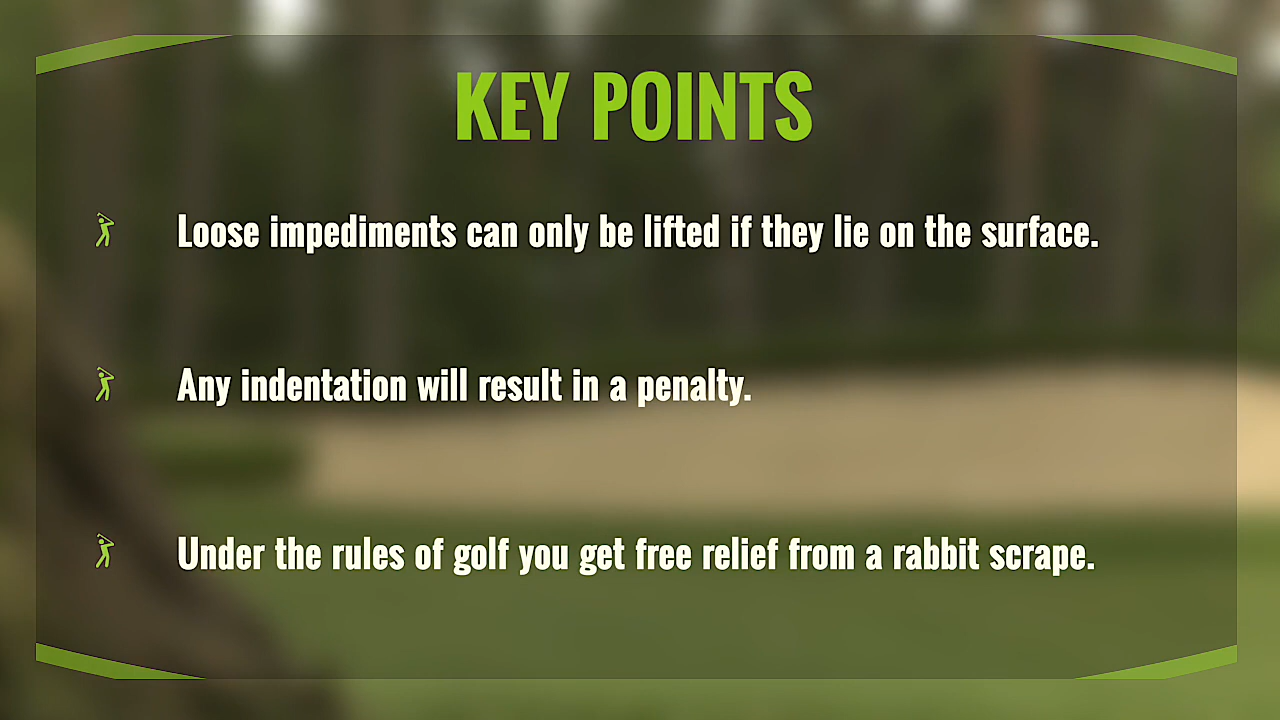 KEY POINTS
Loose impediments can only be lifted if they lie on the surface.
Any indentation will result in a penalty.
Under the rules of golf you get free relief from a rabbit scrape.